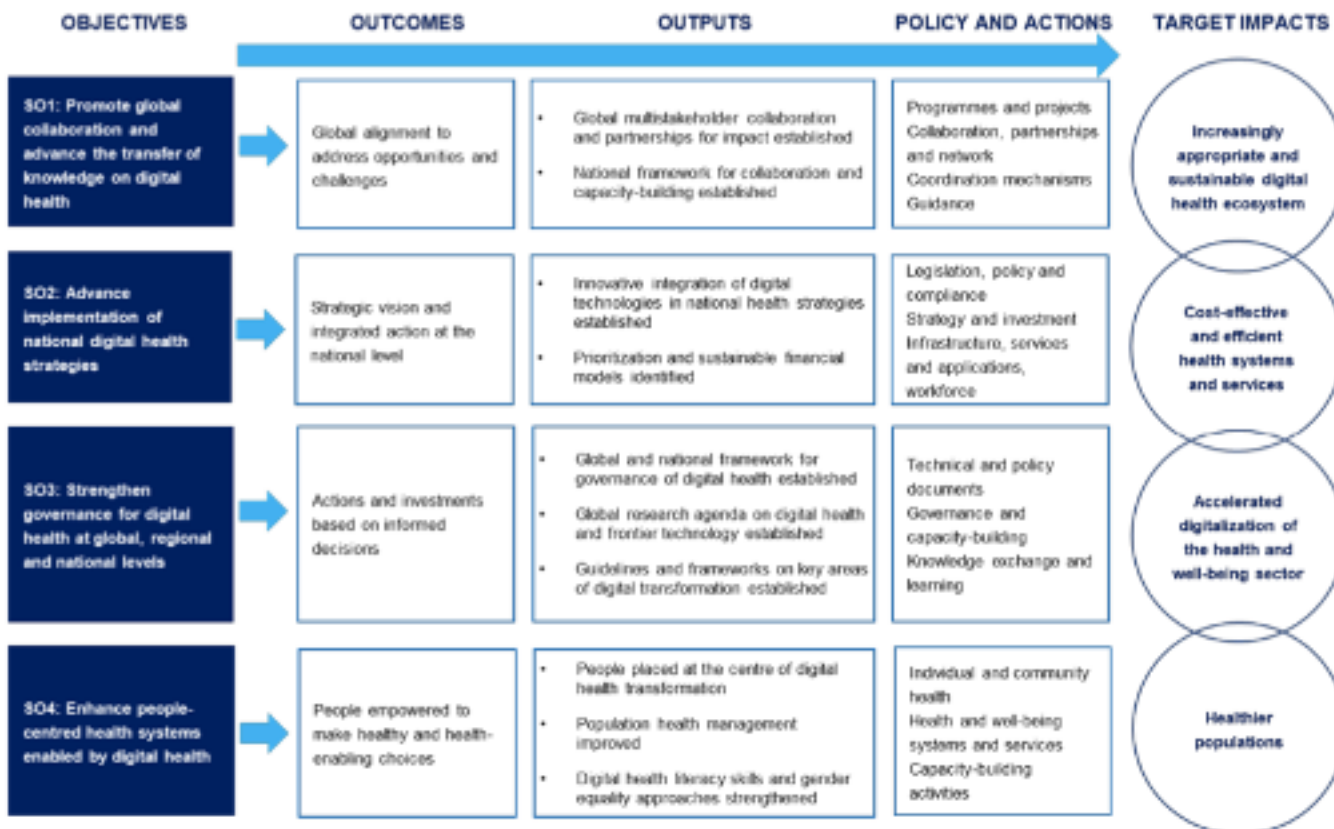 OBJECTIVES
OUTCOMES
OUTPUTS
POLICY AND ACTIONS
TARGET IMPACTS
SO1: Promote global
collaboration and
advance the transfer of
knowledge on digital
health
Global alignment to
address opportunities and
challenges
• Global multistakeholder collaboration
and partnerships for impact established
• National framework for collaboration and
capacity-building established
Programmes and projects
Collaboration, partnerships
and network
Coordination mechanisms
Guidance
Increasingly
appropriate and
sustainable digital
health ecosystem
SO2: Advance
implementation of
national digital health
strategies
Strategic vision and
integrated action at the
national level
• Innovative integration of digital
technologies in national health strategies
established
• Prioritization and sustainable financial
models identified
Legislation, policy and
compliance
Strategy and investment
Infrastructure, services
and applications,
workforce
Cost-effective
and efficient
health systems
and services
SO3: Strengthen
governance for digital
health at global, regional
and national levels
Actions and investments
based on informed
decisions
• Global and national framework for
governance of digital health established
• Global research agenda on digital health
and frontier technology established
• Guidelines and frameworks on key areas
of digital transformation established
Technical and policy
documents
Governance and
capacity-building
Knowledge exchange and
learning
Accelerated
digitalization of
the health and
well-being sector
SO4: Enhance people-
centred health systems
enabled by digital health
People empowered to
make healthy and health-
enabling choices
• People placed at the centre of digital
health transformation
• Population health management
improved
• Digital health literacy skills and gender
equality approaches strengthened
Individual and community
health
Health and well-being
systems and services
Capacity-building
activities
Healthier
populations